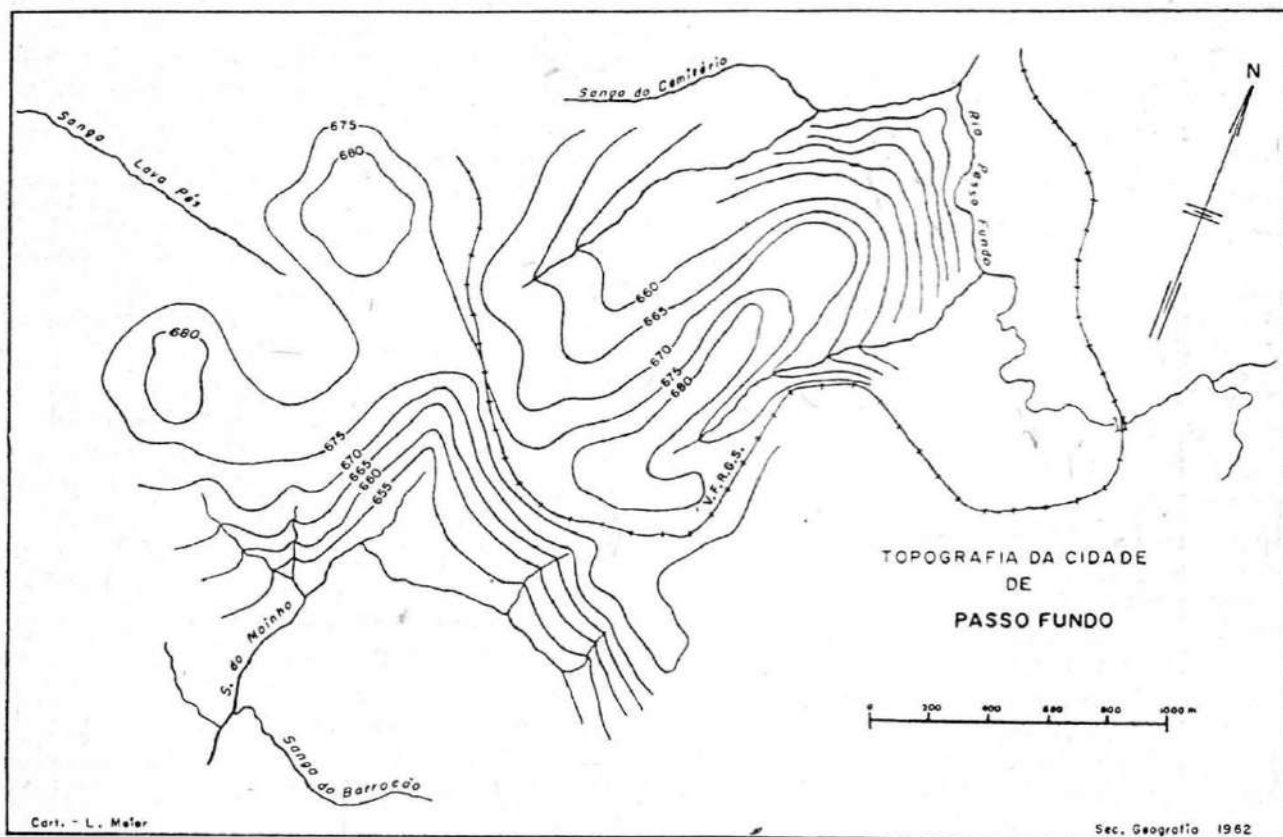 Sanga do Cemitério
N
Sanga Lava Pés
675
680
Rio Passo Fundo
660
665
670
675
680
680
675
670
665
660
655
V.F.R.G.S.
TOPOGRAFIA DA CIDADE
DE
PASSO FUNDO
S. do Moinho
0 200 400 600 800 1000 m
Sanga do Barrocão
Cart. - L. Meier
Sec. Geografia 1962